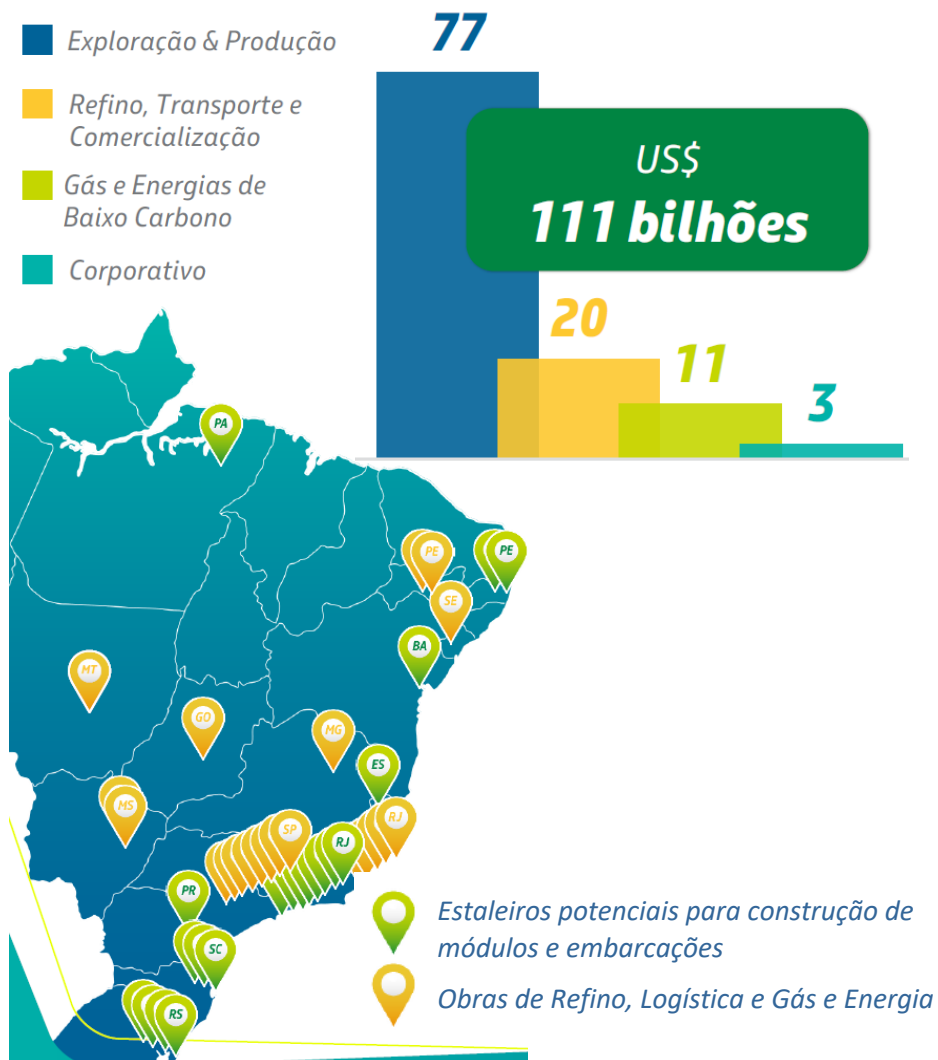 Exploração & Produção
Refino, Transporte e
Comercialização
Gás e Energias de
Baixo Carbono
Corporativo
77
US$
111 bilhões
20
11
3
PA
PE
PE
SE
BA
MT
GO
MG
ES
MS
RJ
SP
RJ
PR
SC
RS
Estaleiros potenciais para construção de
módulos e embarcações
Obras de Refino, Logística e Gás e Energia